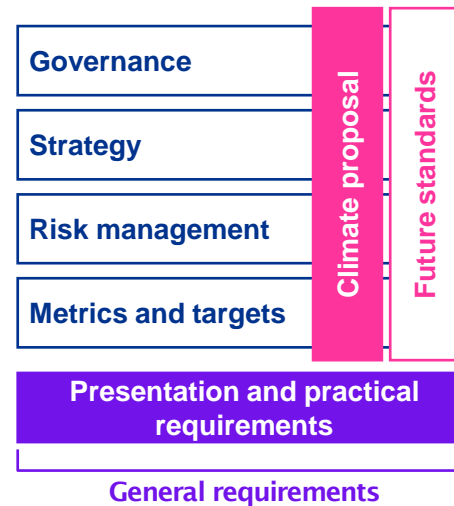 Governance
Strategy
Risk management
Metrics and targets
Climate proposal
Future standards
Presentation and practical
requirements
General requirements